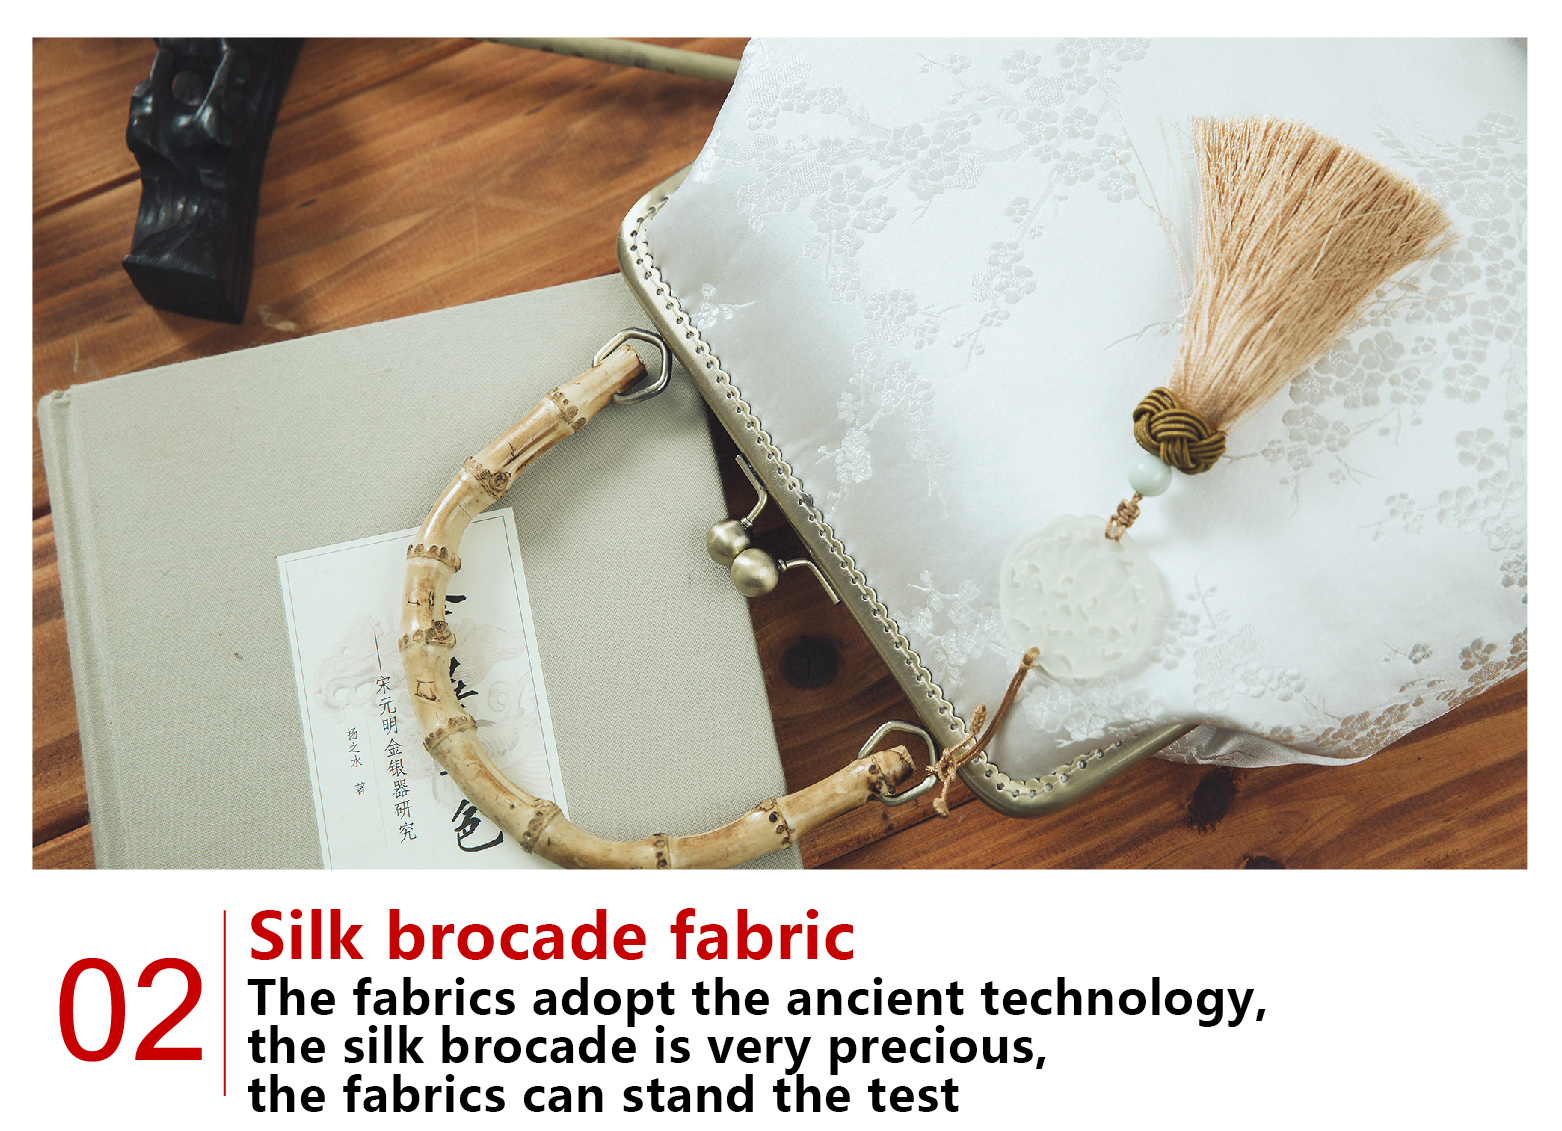 色
宋元明金银器研究
扬之水 著
02
Silk brocade fabric
The fabrics adopt the ancient technology,
the silk brocade is very precious,
the fabrics can stand the test